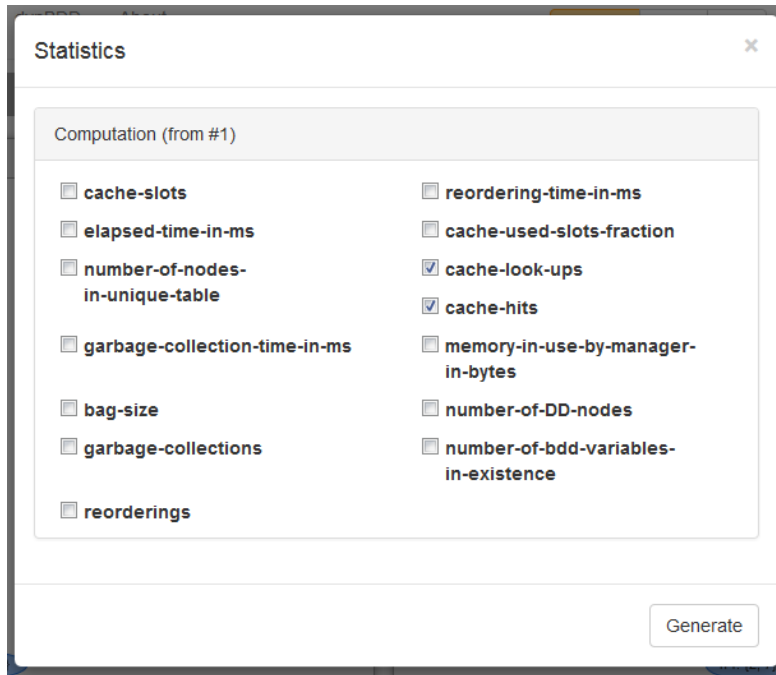 About
Statistics
×
Computation (from #1)
cache-slots
reordering-time-in-ms
elapsed-time-in-ms
cache-used-slots-fraction
number-of-nodes-
in-unique-table
cache-look-ups
cache-hits
garbage-collection-time-in-ms
memory-in-use-by-manager-
in-bytes
bag-size
number-of-DD-nodes
garbage-collections
number-of-bdd-variables-
in-existence
reorderings
Generate